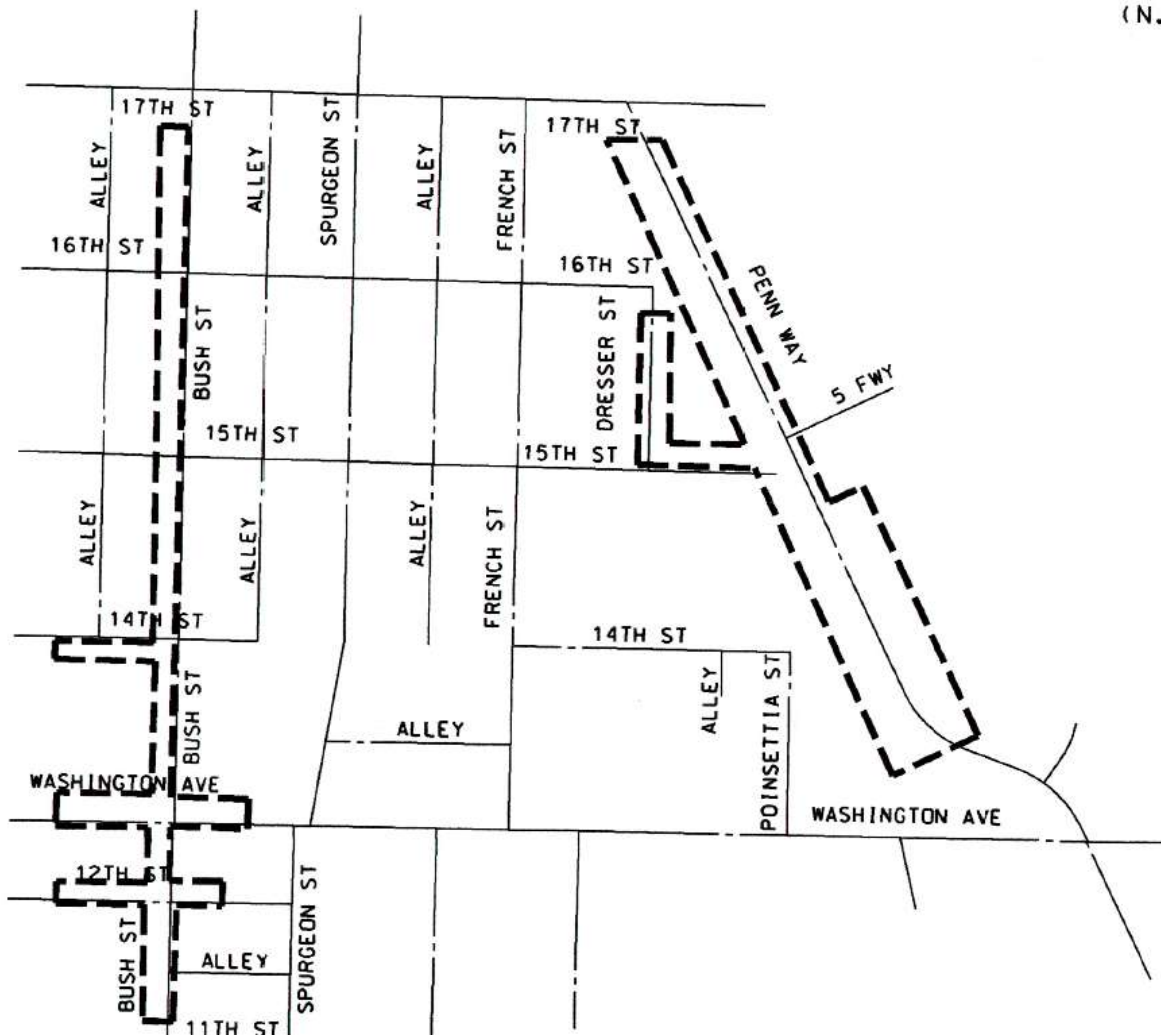 (N.
17TH ST
ALLEY
ALLEY
SPURGEON ST
ALLEY
FRENCH ST
17TH ST
16TH ST
16TH ST
PENN WAY
BUSH ST
DRESSER ST
5 FWY
15TH ST
15TH ST
ALLEY
ALLEY
ALLEY
FRENCH ST
14TH ST
14TH ST
BUSH ST
ALLEY
ALLEY
POINSETTIA ST
WASHINGTON AVE
WASHINGTON AVE
12TH ST
SPURGEON ST
BUSH ST
ALLEY
11TH ST